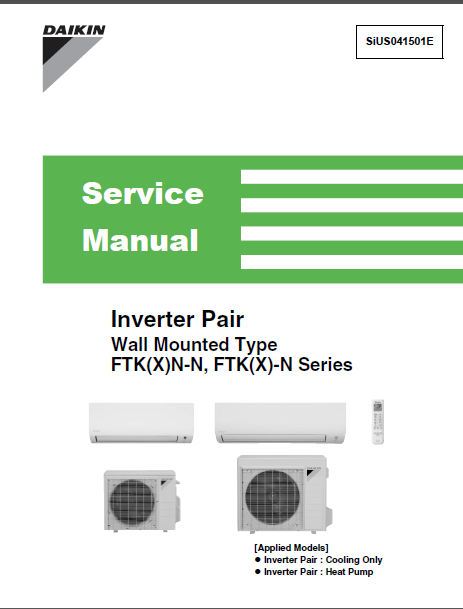 DAIKIN
SiUS041501E
Service
Manual
Inverter Pair
Wall Mounted Type
FTK(X)N-N, FTK(X)-N Series
[Applied Models]
● Inverter Pair : Cooling Only
● Inverter Pair : Heat Pump